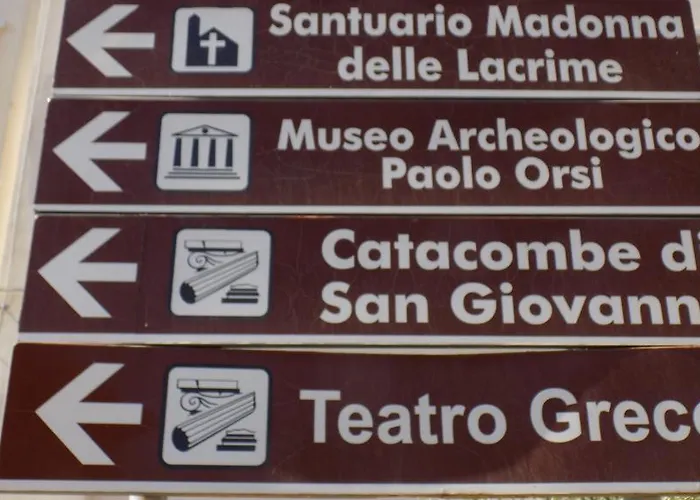 Santuario Madonna
delle Lacrime
Museo Archeologico
Paolo Orsi
Catacombe d
San Giovann
Teatro Grec